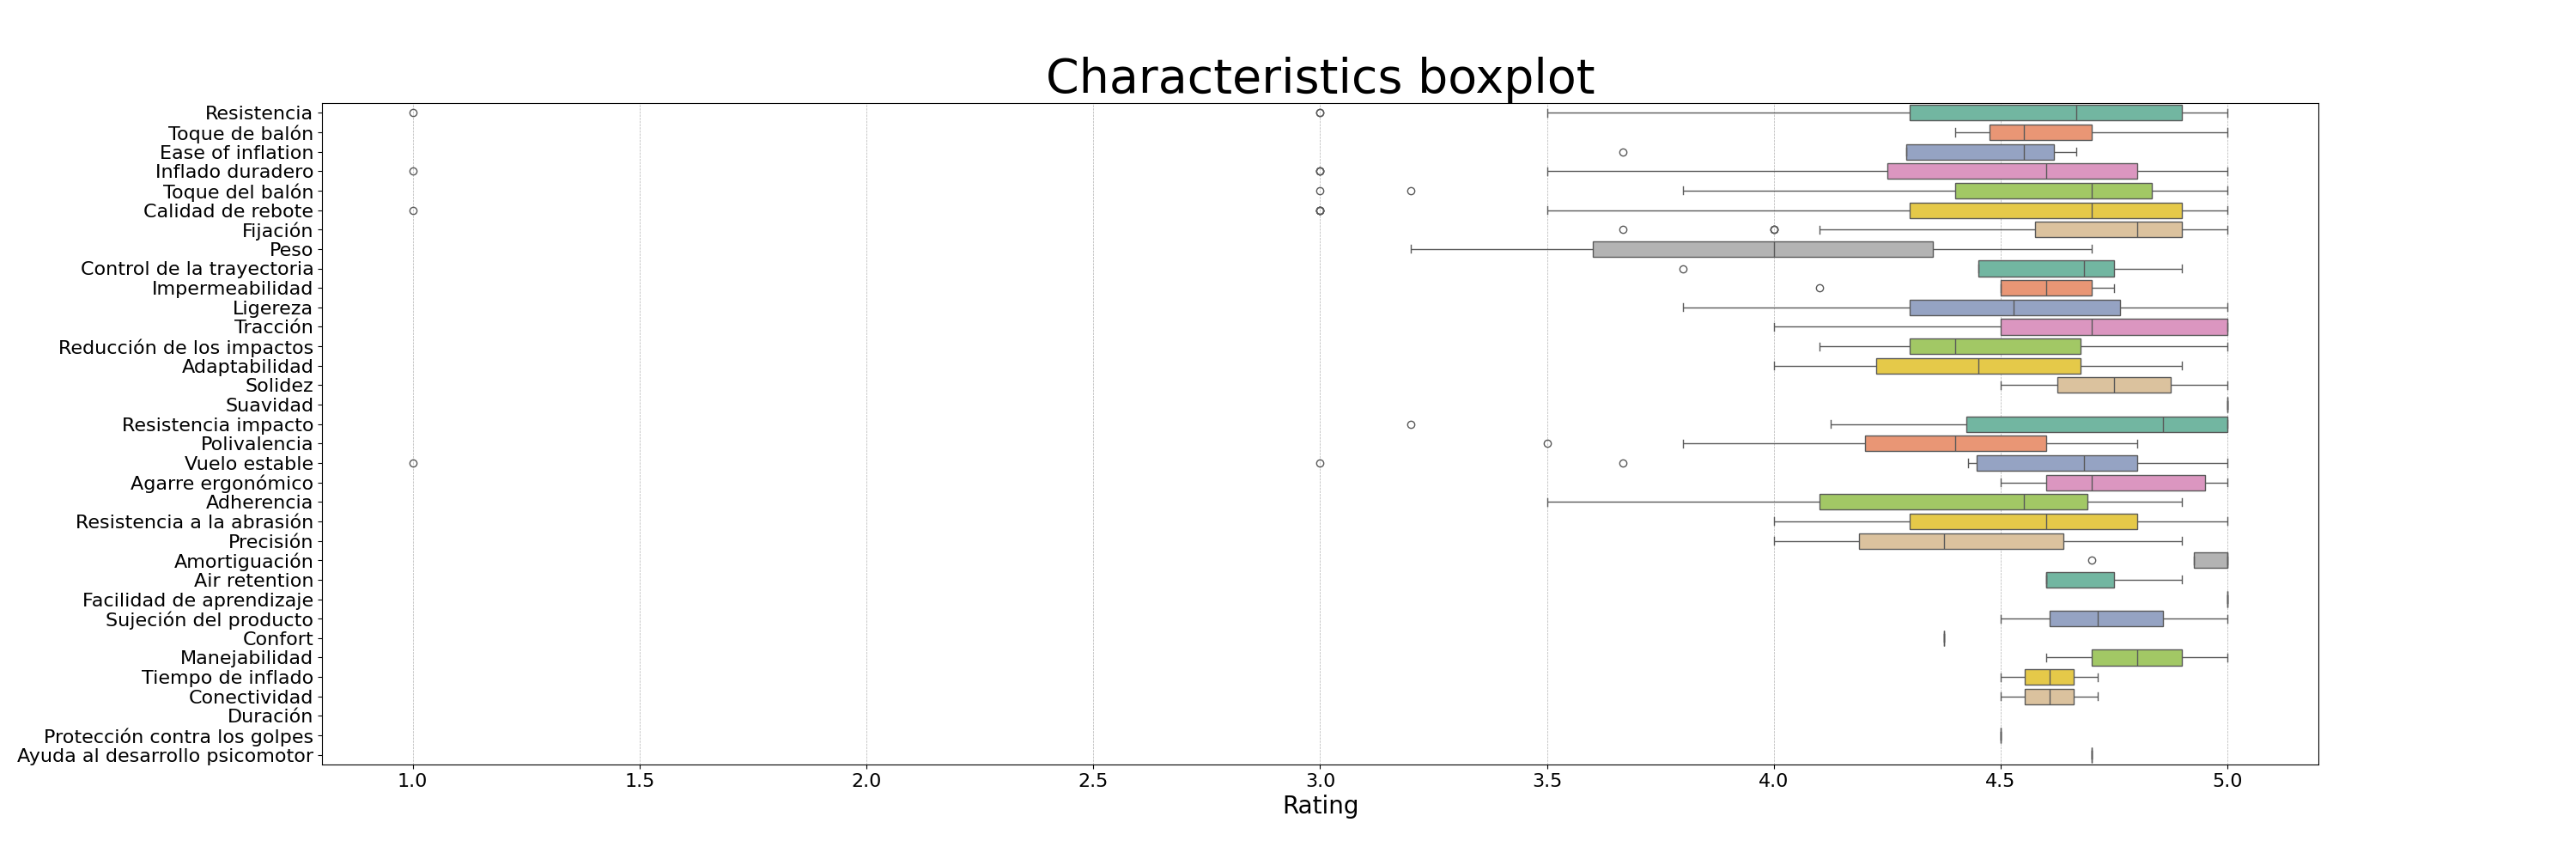 Characteristics boxplot
Resistencia
Toque de balón
Ease of inflation
Inflado duradero
Toque del balón
Calidad de rebote
Fijación
Peso
Control de la trayectoria
Impermeabilidad
Ligereza
Tracción
Reducción de los impactos
Adaptabilidad
Solidez
Suavidad
Resistencia impacto
Polivalencia
Vuelo estable
Agarre ergonómico
Adherencia
Resistencia a la abrasión
Precisión
Amortiguación
Air retention
Facilidad de aprendizaje
Sujeción del producto
Confort
Manejabilidad
Tiempo de inflado
Conectividad
Duración
Protección contra los golpes
Ayuda al desarrollo psicomotor
1.0 1.5 2.0 2.5 3.0 3.5 4.0 4.5 5.0
Rating